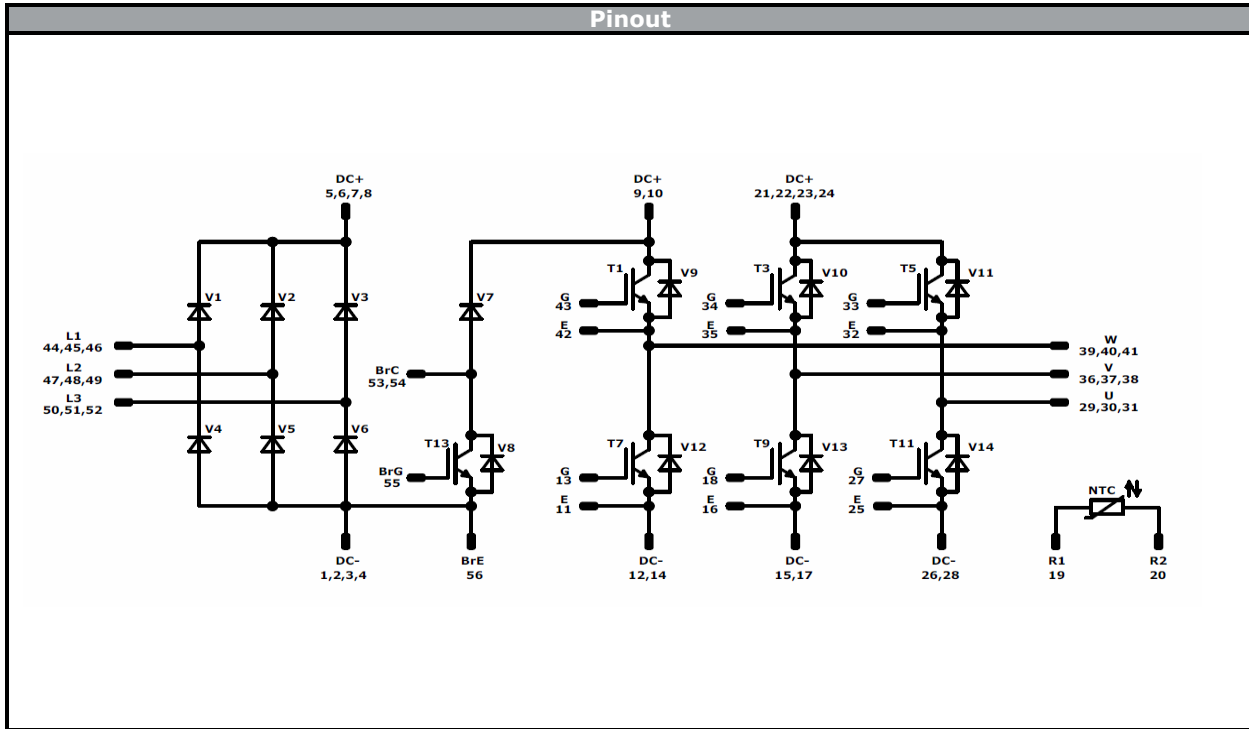 Pinout
DC+
5,6,7,8
DC+
9,10
DC+
21,22,23,24
T1
V9
T3
V10
T5
V11
V1
V2
V3
V7
G
43
G
34
G
33
E
42
E
35
E
32
L1
44,45,46
L2
47,48,49
L3
50,51,52
BrC
53,54
W
39,40,41
V
36,37,38
U
29,30,31
V4
V5
V6
T13
V8
T7
V12
T9
V13
T11
V14
BrG
55
G
13
G
18
G
27
E
11
E
16
E
25
NTC
DC-
1,2,3,4
BrE
56
DC-
12,14
DC-
15,17
DC-
26,28
R1
19
R2
20